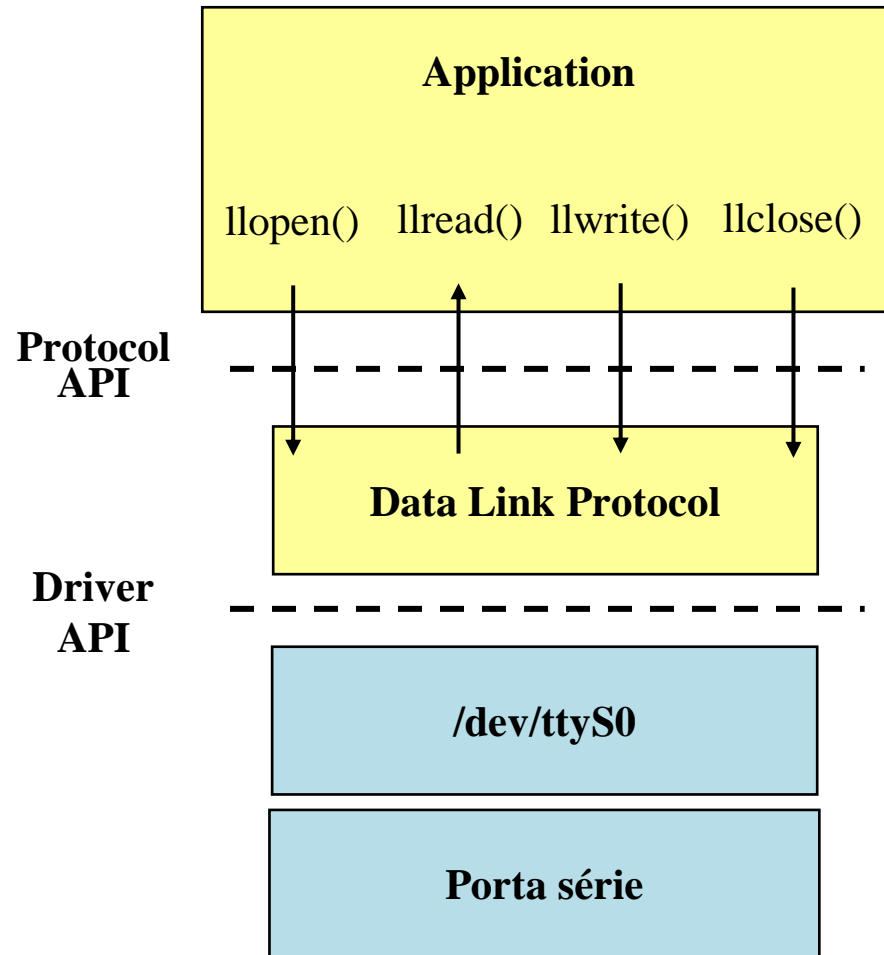 Application
llopen() llread() llwrite() llclose()
Protocol
API
Data Link Protocol
Driver
API
/dev/ttyS0
Porta série